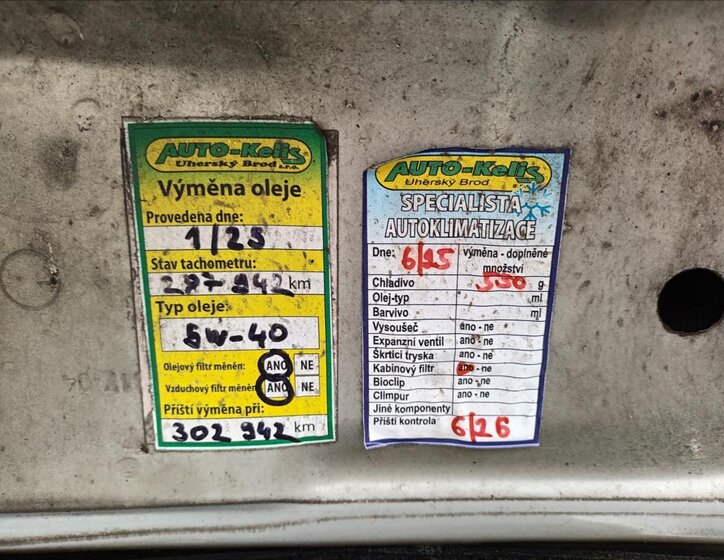 AUTO-Kelis s.r.o.
Uherský Brod
Výměna oleje
Provedena dne:
1/25
Stav tachometru:
287 942 km
Typ oleje:
5W-40
Olejový filtr měněn: ANO NE
Vzduchový filtr měněn: ANO NE
Příští výměna při:
302 942 km
AUTO-Kelis s.r.o.
Uherský Brod
SPECIALISTA
AUTOKLIMATIZACE
Dne: 6/25 výměna - doplněné
množství
Chladivo 550 g
Olej-typ ml
Barvivo ml
Vysoušeč ano - ne
Expanzní ventil ano - ne
Škrtící tryska ano - ne
Kabinový filtr ano - ne
Bioclip ano - ne
Climpur ano - ne
Jiné komponenty
Příští kontrola 6/26